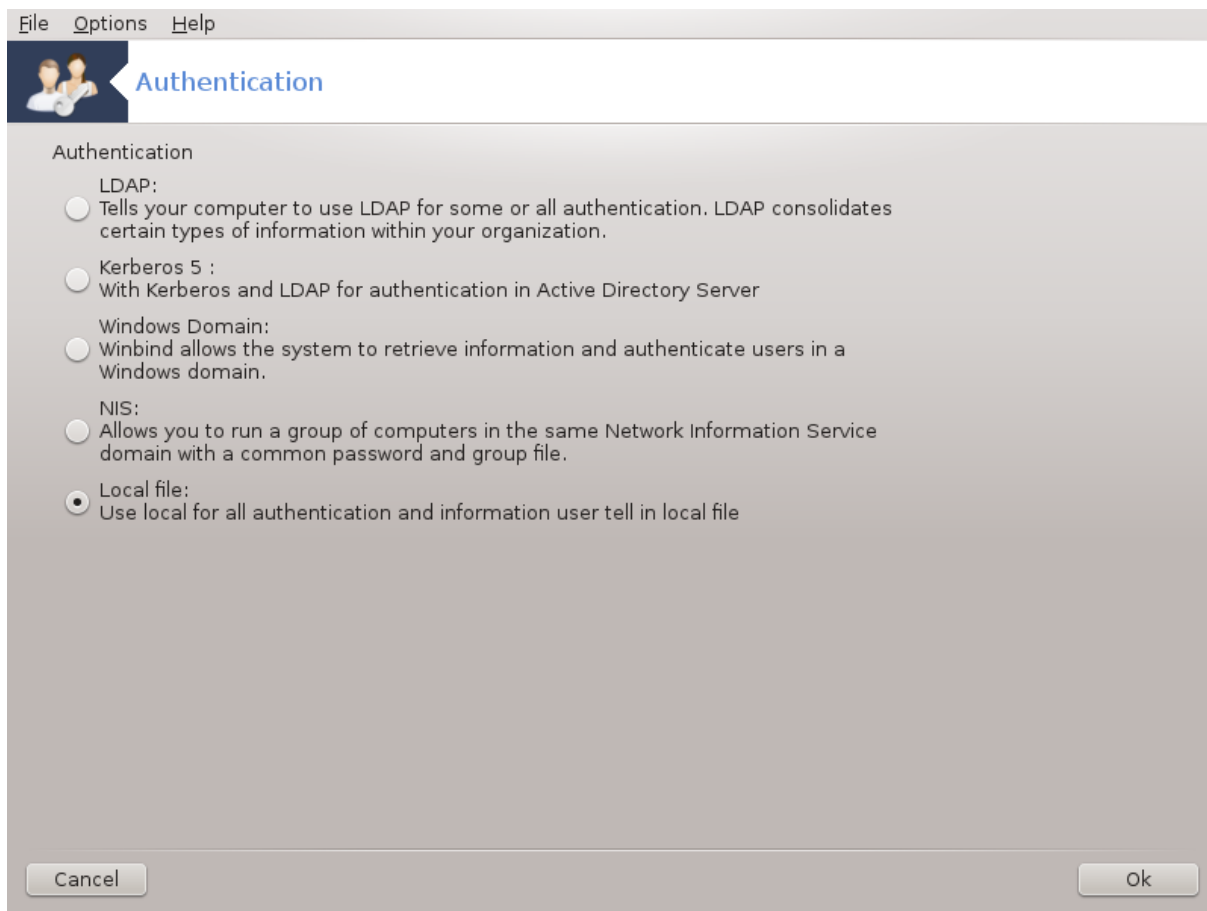 File Options Help
Authentication
Authentication
LDAP:
Tells your computer to use LDAP for some or all authentication. LDAP consolidates
certain types of information within your organization.
Kerberos 5 :
With Kerberos and LDAP for authentication in Active Directory Server
Windows Domain:
Winbind allows the system to retrieve information and authenticate users in a
Windows domain.
NIS:
Allows you to run a group of computers in the same Network Information Service
domain with a common password and group file.
Local file:
Use local for all authentication and information user tell in local file
Cancel Ok